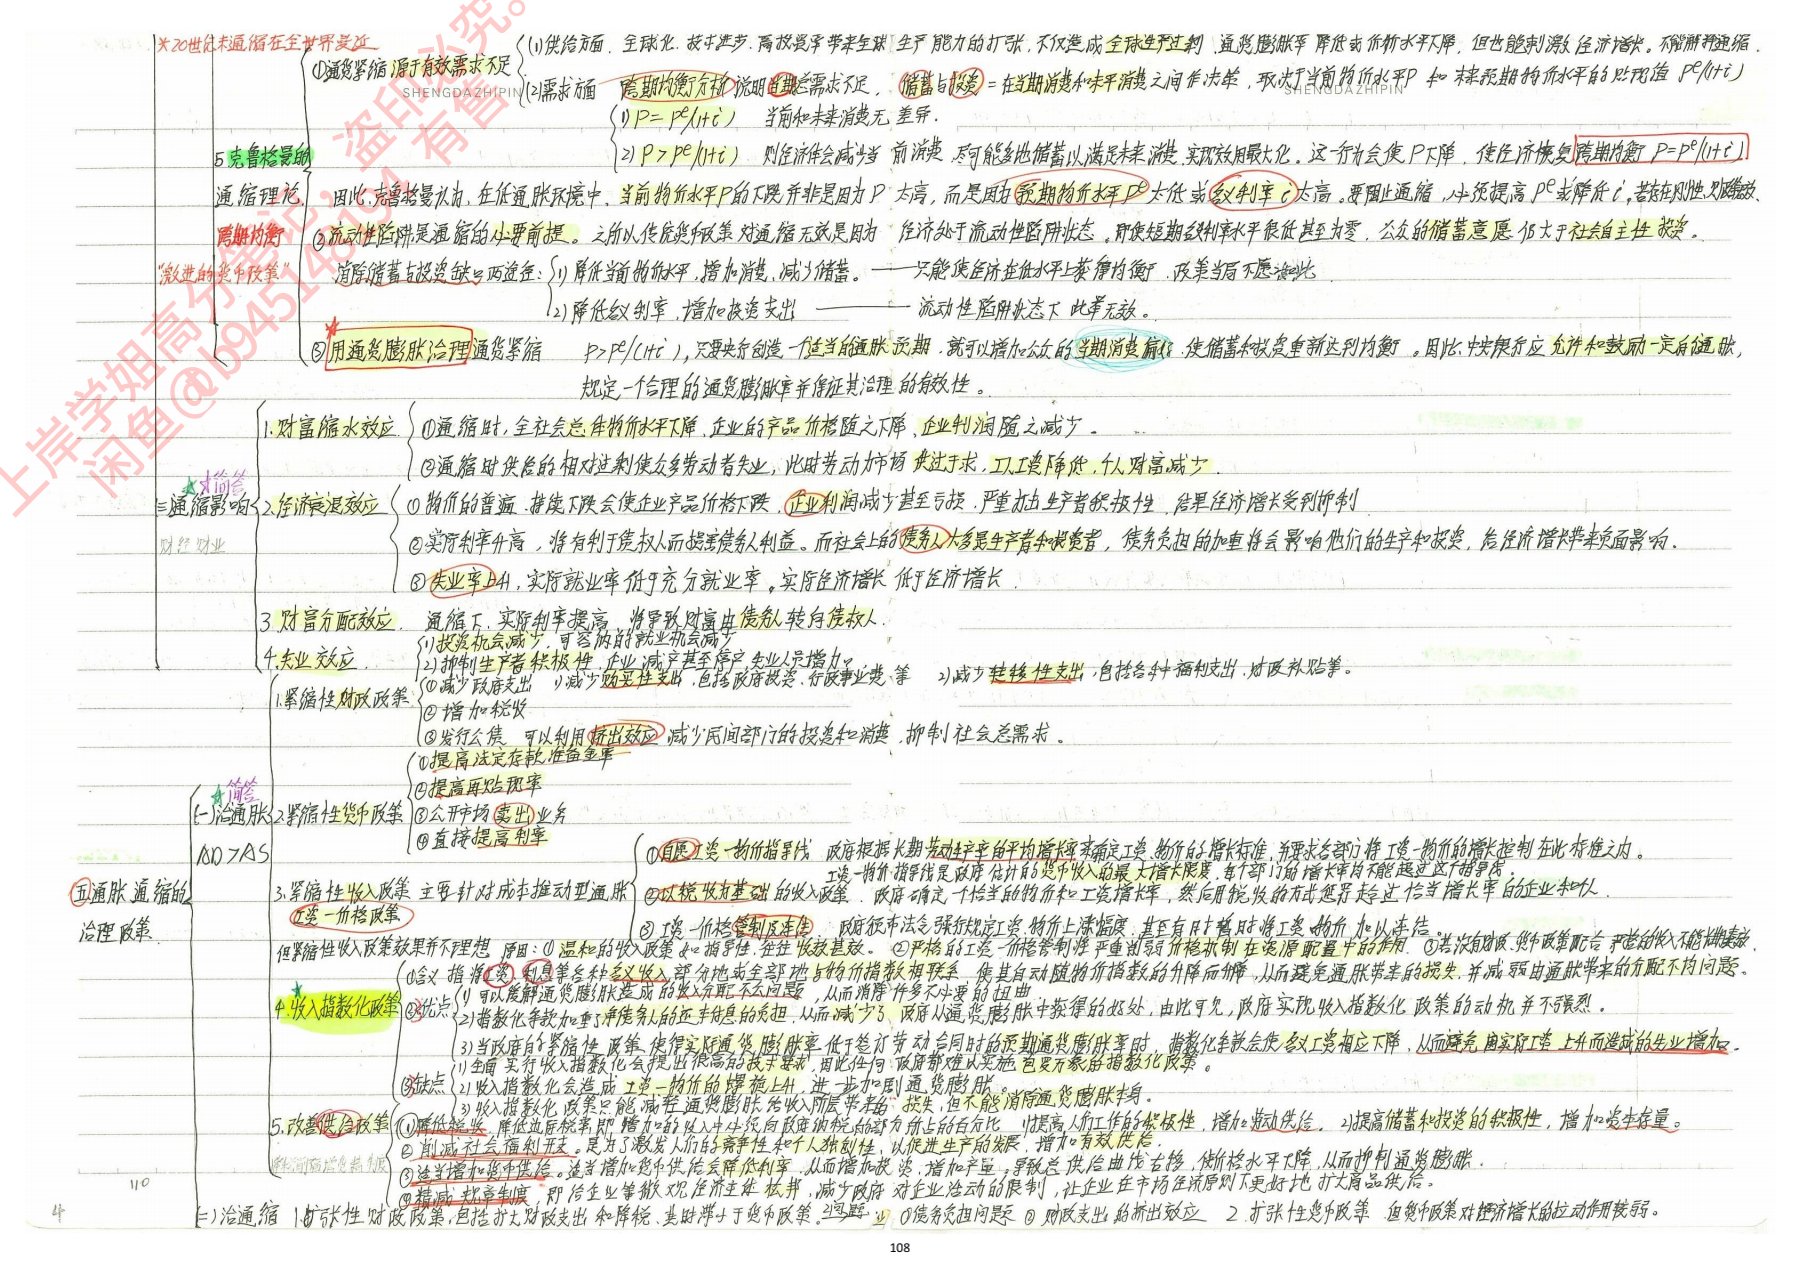 *20世纪末通缩在全世界蔓延
①通货紧缩源于有效需求不足
(1)供给方面 全球化、技术进步、高投资率带来全球生产能力的扩张,不仅造成全球生产过剩、通货膨胀率降低或价格水平下降,但也能刺激经济增长。不能解释通缩.
(2)需求方面 跨期均衡分析说明当期总需求不足, 储蓄与投资=在当期消费和未来消费之间作决策,取决于当前物价水平P 和 未来预期物价水平的贴现值 Pᵉ/(1+i)
SHENGDAZHIPIN
SHENGDAZHIPIN
1) P = Pᵉ/(1+i) 当前和未来消费无差异.
2) P > Pᵉ/(1+i) 则经济体会减少当前消费,尽可能多地储蓄以满足未来消费,实现效用最大化。这一行为会使P下降,使经济恢复跨期均衡 P=Pᵉ/(1+i)
5 克鲁格曼的
通缩理论
跨期均衡
"激进的货币政策"
因此,克鲁格曼认为,在低通胀环境中,当前物价水平P的下跌并非是因为P太高,而是因为预期物价水平Pᵉ太低或名义利率i太高。要阻止通缩,必须提高Pᵉ或降低i。
②流动性陷阱是通缩的必要前提。之所以传统货币政策对通缩无效是因为经济处于流动性陷阱状态。即使短期名义利率水平很低甚至为零,公众的储蓄意愿仍大于社会自主性投资。
消除储蓄与投资缺口两途径:
1) 降低当前物价水平,增加消费,减少储蓄。——只能使经济在低水平上获得均衡,政策当局不愿如此
2) 降低名义利率,增加投资支出 —— 流动性陷阱状态下此举无效。
③用通货膨胀治理通货紧缩 P>Pᵉ/(1+i),只要央行创造一个适当的通胀预期,就可以增加公众的当期消费偏好,使储蓄和投资重新达到均衡。因此,中央银行应允许和鼓励一定的通胀,
规定一个合理的通货膨胀率并保证其治理的有效性。
三通缩影响
☆对简答
财经财业
1.财富缩水效应
①通缩时,全社会总体物价水平下降,企业的产品价格随之下降,企业利润随之减少。
②通缩时供给的相对过剩使众多劳动者失业,此时劳动力市场供过于求,工人工资降低,个人财富减少.
2.经济衰退效应
①物价的普遍、持续下跌会使企业产品价格下跌,企业利润减少甚至亏损,严重打击生产者积极性,结果经济增长受到抑制
②实际利率升高,将有利于债权人而损害债务人利益。而社会上的债务人大多是生产者和投资者,债务负担的加重将会影响他们的生产和投资,给经济增长带来负面影响.
③失业率上升,实际就业率低于充分就业率。实际经济增长低于经济增长
3.财富分配效应. 通缩下,实际利率提高,将导致财富由债务人转向债权人.
4.失业效应.
1)投资机会减少,可容纳的就业机会减少
2)抑制生产者积极性,企业减产甚至停产,失业人员增加。
五通胀通缩的
治理政策
(一)治通胀
☆简答
AD>AS
1.紧缩性财政政策
①减少政府支出 1)减少购买性支出,包括政府投资、行政事业费等 2)减少转移性支出,包括各种福利支出,财政补贴等。
②增加税收
③发行公债 可以利用挤出效应,减少民间部门的投资和消费,抑制社会总需求。
2.紧缩性货币政策
①提高法定存款准备金率
②提高再贴现率
③公开市场卖出业务
④直接提高利率
3.紧缩性收入政策 主要针对成本推动型通胀
工资—价格政策
①自愿工资—物价指导线 政府根据长期劳动生产率的平均增长率来确定工资、物价的增长标准,并要求各部门将工资—物价的增长控制在此标准之内。
工资—物价指导线是政府估计的货币收入的最大增长限度,每个部门的增长率均不能超过这个指导线.
②以税收为基础的收入政策. 政府确定一个恰当的物价和工资增长率,然后用税收的方式惩罚超过恰当增长率的企业和个人.
③工资—价格管制及冻结 政府颁布法令强行规定工资、物价上涨幅度,甚至有时暂时将工资、物价加以冻结。
但紧缩性收入政策效果并不理想 原因:①温和的收入政策如指导性,往往收效甚微。②严格的工资—价格管制将严重削弱价格机制在资源配置中的作用. ③若没有财政、货币政策配合
4.收入指数化政策
①含义 指将工资、利息等各种名义收入部分地或全部地与物价指数相联系,使其自动随物价指数的升降而升降,从而避免通胀带来的损失,并减弱由通胀带来的分配不均问题。
②优点
1)可以缓解通货膨胀造成的收入分配不公问题,从而消除许多不必要的扭曲
2)指数化条款加重了净债务人的还本付息的负担,从而减少了政府从通货膨胀中获得的好处,由此可见,政府实现收入指数化政策的动机并不强烈。
3)当政府的紧缩性政策使得实际通货膨胀率低于签订劳动合同时的预期通货膨胀率时,指数化条款会使名义工资相应下降,从而避免因实际工资上升而造成的失业增加。
③缺点
1)全面实行收入指数化会提出很高的技术要求,因此任何政府都难以实施包罗万象的指数化政策。
2)收入指数化会造成工资—物价的螺旋上升,进一步加剧通货膨胀。
3)收入指数化政策只能减轻通货膨胀给收入阶层带来的损失,但不能消除通货膨胀本身.
5.改善供给政策
①降低税收 降低边际税率,即增加的收入中必须向政府纳税的部分所占的百分比 1)提高人们工作的积极性,增加劳动供给. 2)提高储蓄和投资的积极性,增加资本存量。
②削减社会福利开支。是为了激发人们的竞争性和个人独创性,以促进生产的发展,增加有效供给.
③适当增加货币供给。适当增加货币供给会降低利率,从而增加投资,增加产量,导致总供给曲线右移,使价格水平下降,从而抑制通货膨胀.
④精减规章制度,即给企业等微观经济主体松绑,减少政府对企业活动的限制,让企业在市场经济原则下更好地扩大商品供给。
(二)治通缩 1.扩张性财政政策,包括扩大财政支出和降税. 其时滞小于货币政策. 问题:①债务负担问题 ②财政支出的挤出效应 2.扩张性货币政策 但货币政策对经济增长的拉动作用较弱。
110
108
上岸学姐高分笔记,盗印必究。
闲鱼@b94514819t 有售